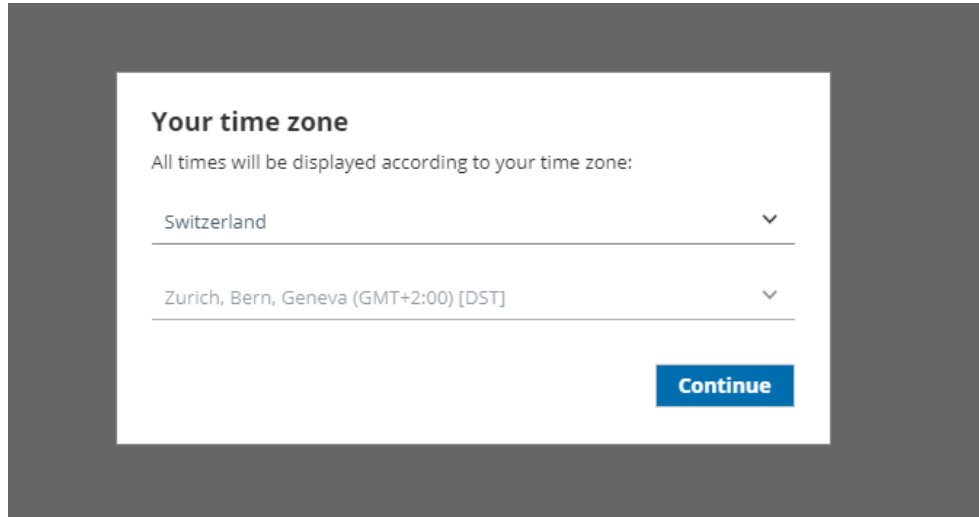 Your time zone
All times will be displayed according to your time zone:
Switzerland
Zurich, Bern, Geneva (GMT+2:00) [DST]
Continue